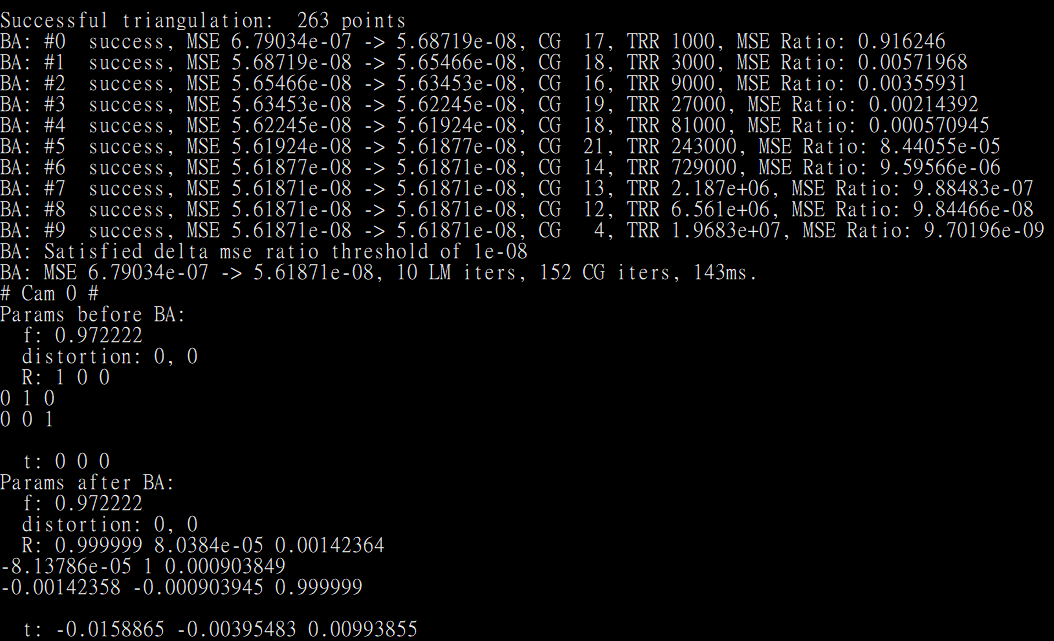 Successful triangulation:  263 points
BA: #0  success, MSE 6.79034e-07 -> 5.68719e-08, CG  17, TRR 1000, MSE Ratio: 0.916246
BA: #1  success, MSE 5.68719e-08 -> 5.65466e-08, CG  18, TRR 3000, MSE Ratio: 0.00571968
BA: #2  success, MSE 5.65466e-08 -> 5.63453e-08, CG  16, TRR 9000, MSE Ratio: 0.00355931
BA: #3  success, MSE 5.63453e-08 -> 5.62245e-08, CG  19, TRR 27000, MSE Ratio: 0.00214392
BA: #4  success, MSE 5.62245e-08 -> 5.61924e-08, CG  18, TRR 81000, MSE Ratio: 0.000570945
BA: #5  success, MSE 5.61924e-08 -> 5.61877e-08, CG  21, TRR 243000, MSE Ratio: 8.44055e-05
BA: #6  success, MSE 5.61877e-08 -> 5.61871e-08, CG  14, TRR 729000, MSE Ratio: 9.59566e-06
BA: #7  success, MSE 5.61871e-08 -> 5.61871e-08, CG  13, TRR 2.187e+06, MSE Ratio: 9.88483e-07
BA: #8  success, MSE 5.61871e-08 -> 5.61871e-08, CG  12, TRR 6.561e+06, MSE Ratio: 9.84466e-08
BA: #9  success, MSE 5.61871e-08 -> 5.61871e-08, CG   4, TRR 1.9683e+07, MSE Ratio: 9.70196e-09
BA: Satisfied delta mse ratio threshold of 1e-08
BA: MSE 6.79034e-07 -> 5.61871e-08, 10 LM iters, 152 CG iters, 143ms.
# Cam 0 #
Params before BA:
  f: 0.972222
  distortion: 0, 0
  R: 1 0 0
0 1 0
0 0 1
  t: 0 0 0
Params after BA:
  f: 0.972222
  distortion: 0, 0
  R: 0.999999 8.0384e-05 0.00142364
-8.13786e-05 1 0.000903849
-0.00142358 -0.000903945 0.999999
  t: -0.0158865 -0.00395483 0.00993855